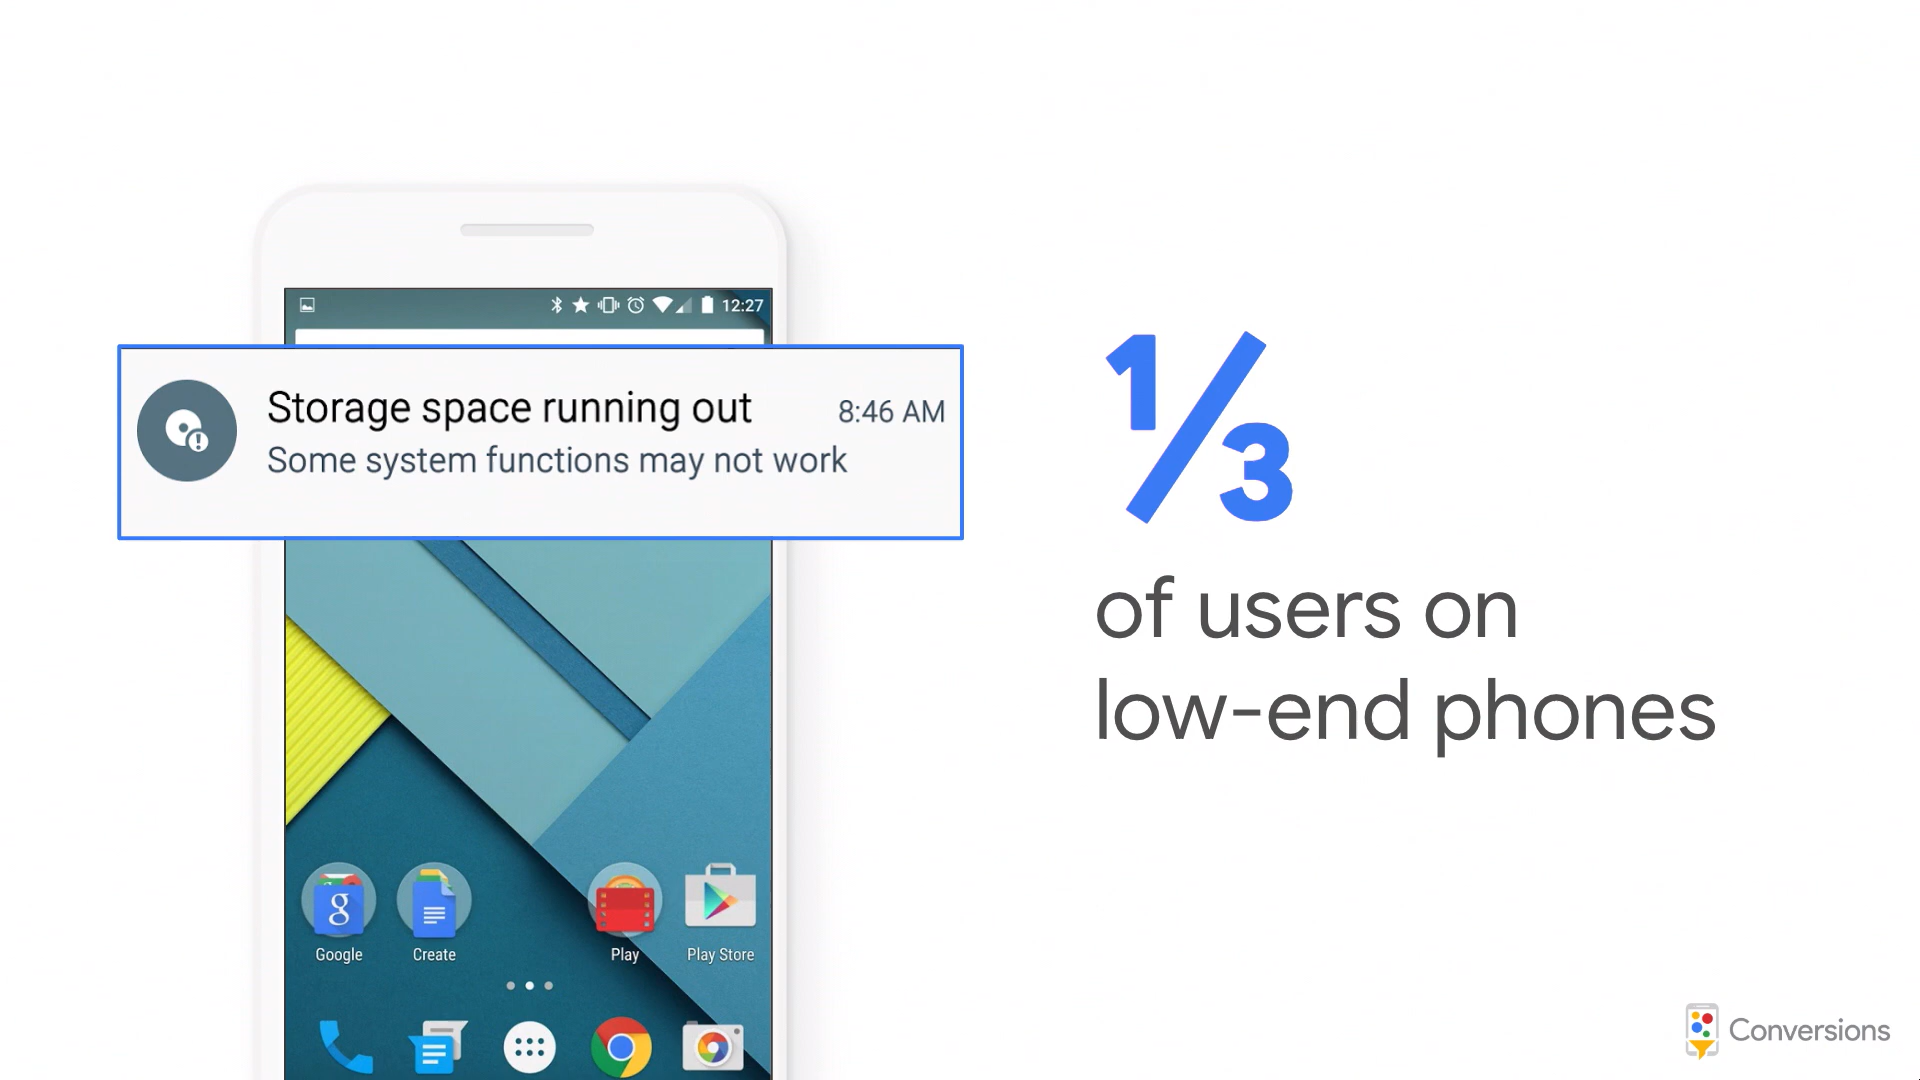 12:27
Storage space running out 8:46 AM
Some system functions may not work
1/3
of users on
low-end phones
g
Google Create Play Play Store
Conversions